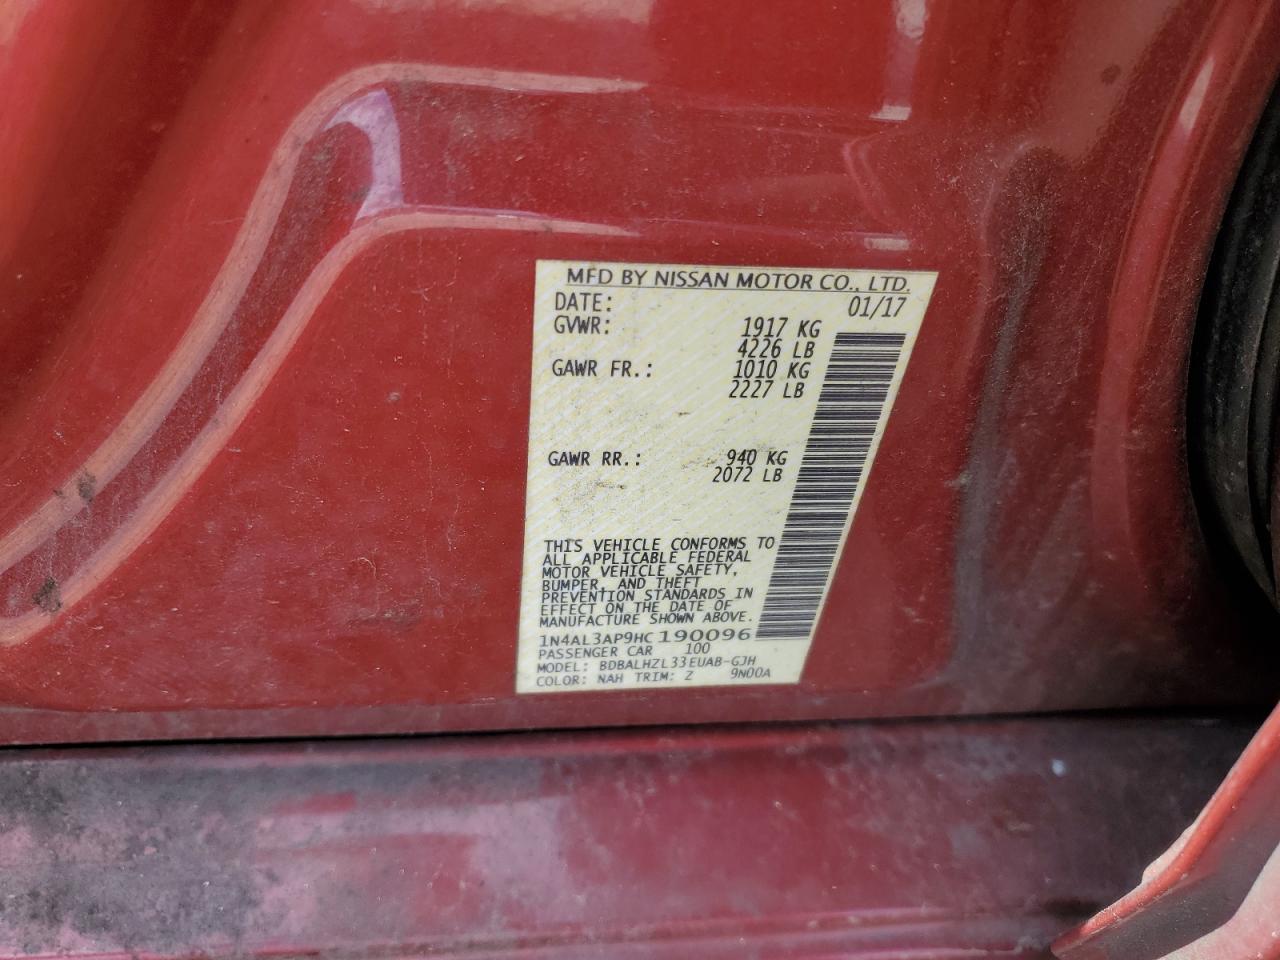 MFD BY NISSAN MOTOR CO., LTD.
DATE: 01/17
GVWR: 1917 KG
4226 LB
GAWR FR.: 1010 KG
2227 LB
GAWR RR.: 940 KG
2072 LB
THIS VEHICLE CONFORMS TO
ALL APPLICABLE FEDERAL
MOTOR VEHICLE SAFETY,
BUMPER, AND THEFT
PREVENTION STANDARDS IN
EFFECT ON THE DATE OF
MANUFACTURE SHOWN ABOVE.
1N4AL3AP9HC190096
PASSENGER CAR 100
MODEL: BDBALHZL33EUAB-GJH
COLOR: NAH TRIM: Z 9N00A